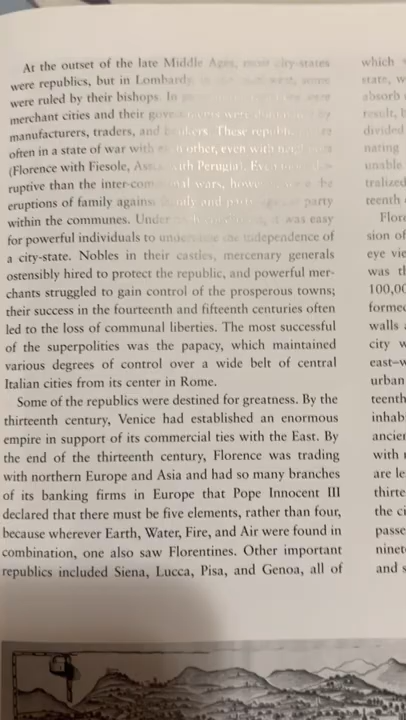 At the outset of the late Middle Ages, most city-states
were republics, but in Lombardy,
were ruled by their bishops. In were
merchant cities and their governments were by
manufacturers, traders, and bankers. These
often in a state of war with each other, even with
(Florence with Fiesole, with Perugia).
ruptive than the inter-communal wars, the
eruptions of family against family and party against party
within the communes. Under it was easy
for powerful individuals to undermine the independence of
a city-state. Nobles in their castles, mercenary generals
ostensibly hired to protect the republic, and powerful mer-
chants struggled to gain control of the prosperous towns;
their success in the fourteenth and fifteenth centuries often
led to the loss of communal liberties. The most successful
of the superpolities was the papacy, which maintained
various degrees of control over a wide belt of central
Italian cities from its center in Rome.
Some of the republics were destined for greatness. By the
thirteenth century, Venice had established an enormous
empire in support of its commercial ties with the East. By
the end of the thirteenth century, Florence was trading
with northern Europe and Asia and had so many branches
of its banking firms in Europe that Pope Innocent III
declared that there must be five elements, rather than four,
because wherever Earth, Water, Fire, and Air were found in
combination, one also saw Florentines. Other important
republics included Siena, Lucca, Pisa, and Genoa, all of
which
state, w
absorb
result, b
divided
nating
unable
tralized
teenth
Flore
sion of
eye vie
was th
100,00
formed
walls
city w
east–w
urban
teenth
inhab
ancien
with
are le
thirte
the ci
passe
ninet
and s